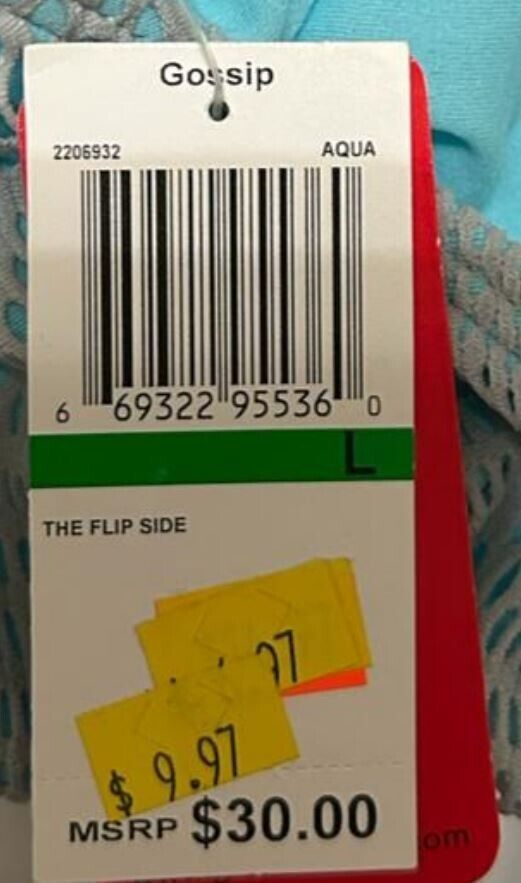 Gossip
2206932 AQUA
6 69322 95536 0
L
THE FLIP SIDE
$ 9.97
MSRP $30.00